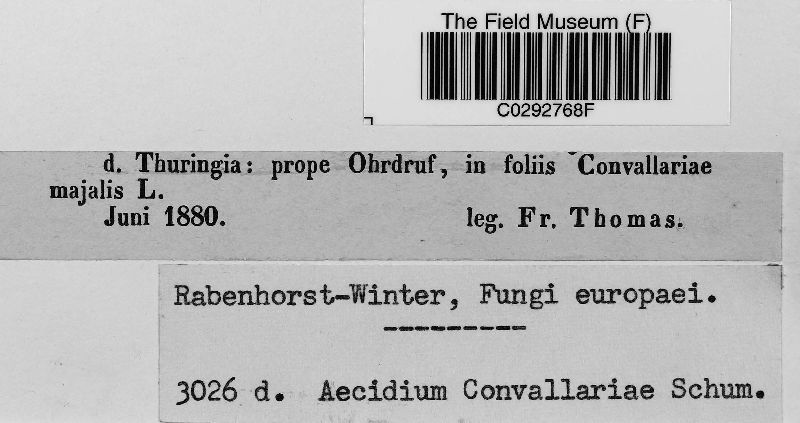 The Field Museum (F)
C0292768F
d. Thuringia: prope Ohrdruf, in foliis Convallariae
majalis L.
Juni 1880. leg. Fr. Thomas.
Rabenhorst-Winter, Fungi europaei.
---------
3026 d. Aecidium Convallariae Schum.